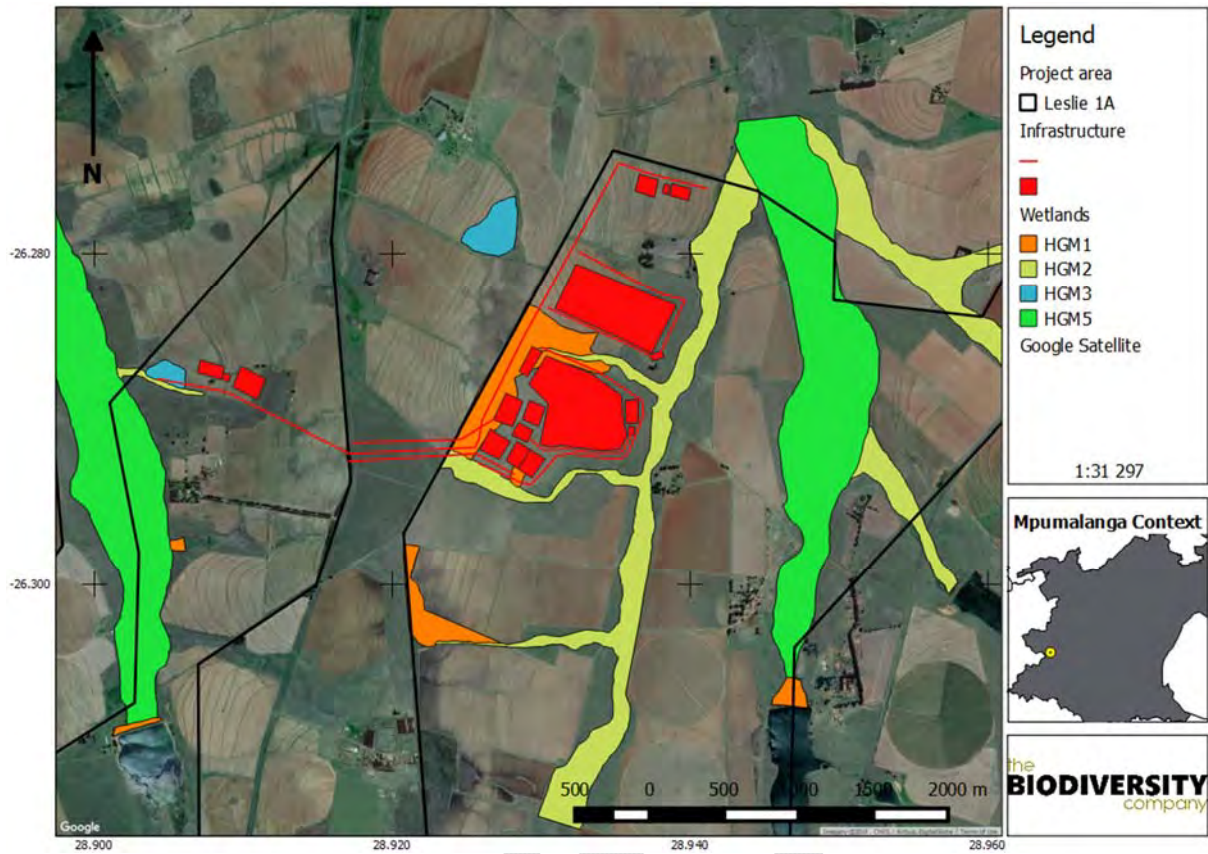 N
-26.280
-26.300
28.900
28.920
28.940
28.960
500 0 500 1000 1500 2000 m
Google
Legend
Project area
Leslie 1A
Infrastructure
Wetlands
HGM1
HGM2
HGM3
HGM5
Google Satellite
1:31 297
Mpumalanga Context
the
BIODIVERSITY
company